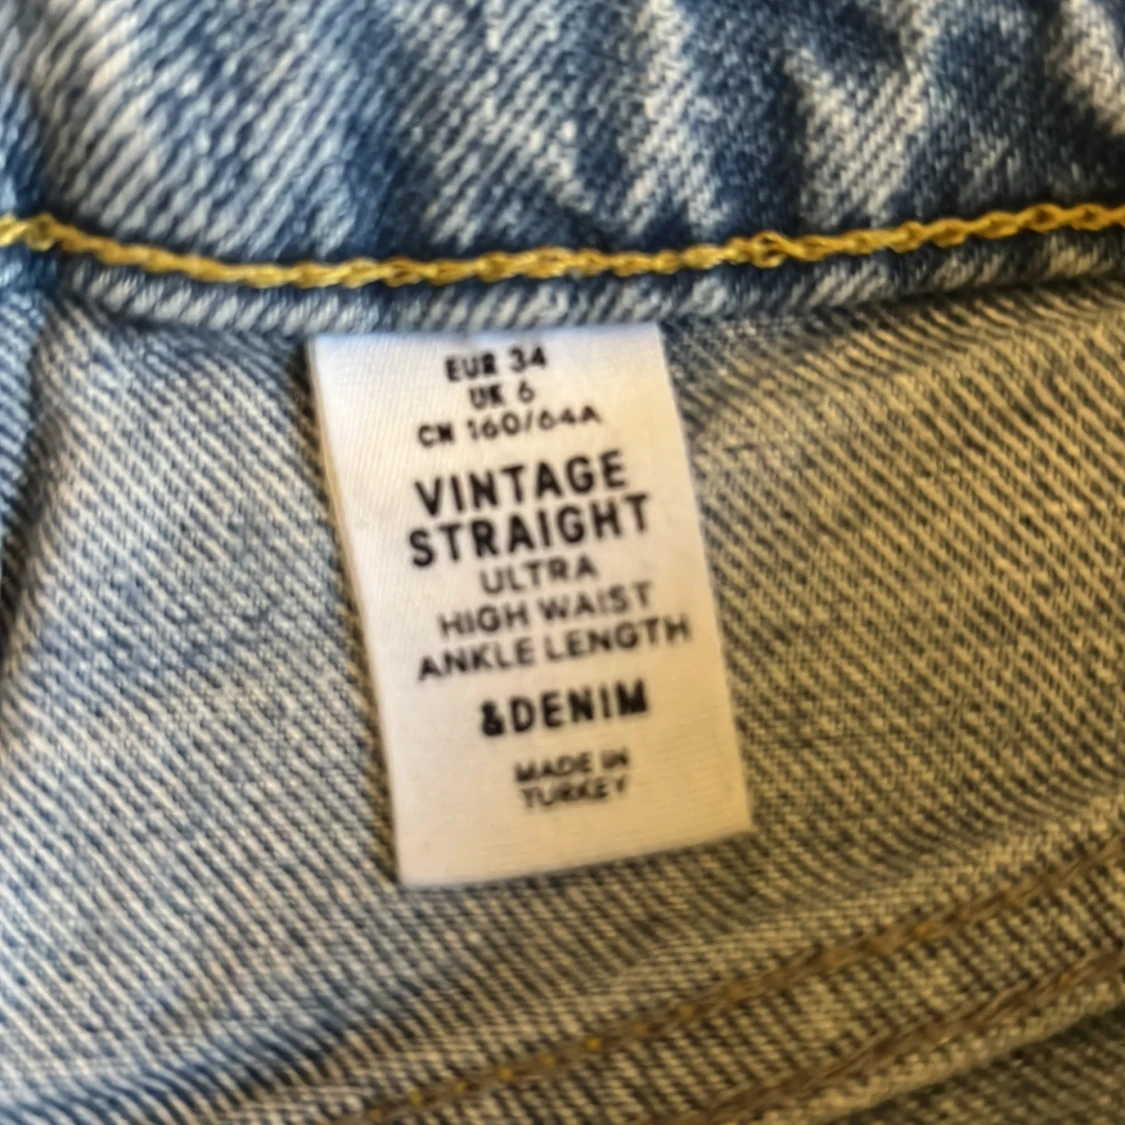 EUR 34
UK 6
CN 160/64A
VINTAGE
STRAIGHT
ULTRA
HIGH WAIST
ANKLE LENGTH
&DENIM
MADE IN
TURKEY